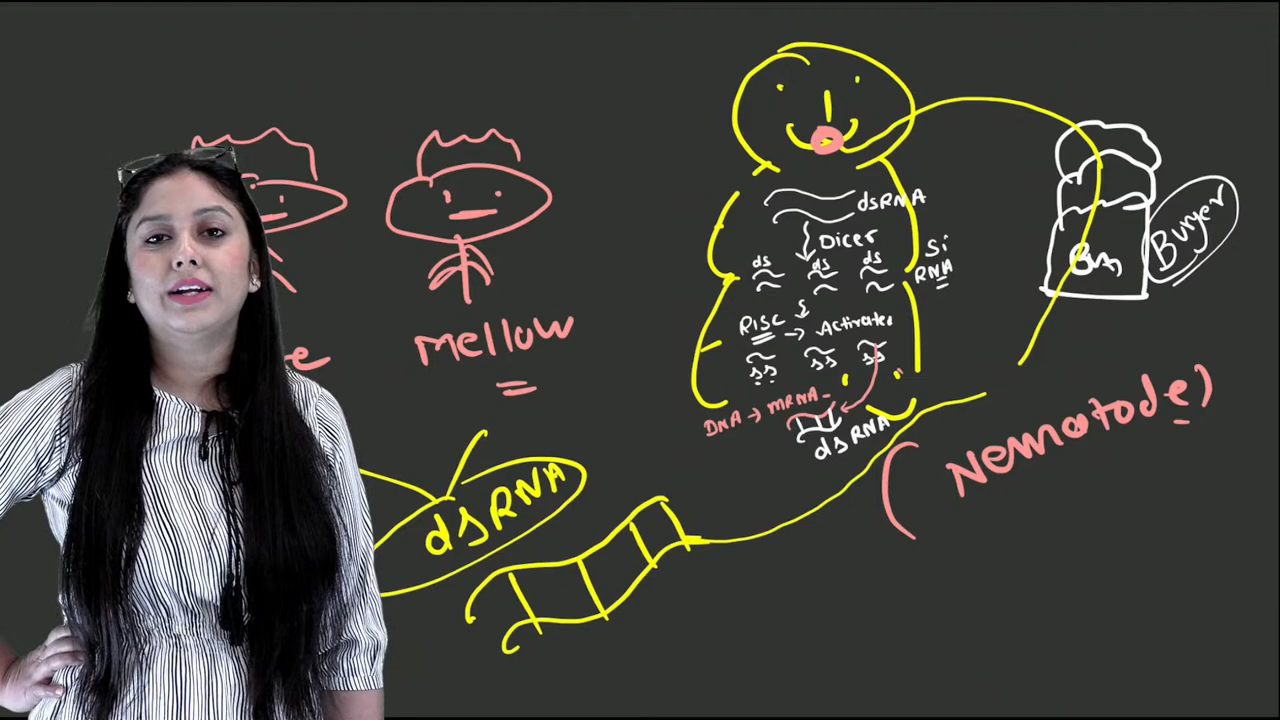 dsRNA
Dicer
ds ds ds
Si
RNA
RISC → Activated
ss ss ss
DNA → MRNA
dsRNA
Burger
Mellow
(Nematode)
dsRNA